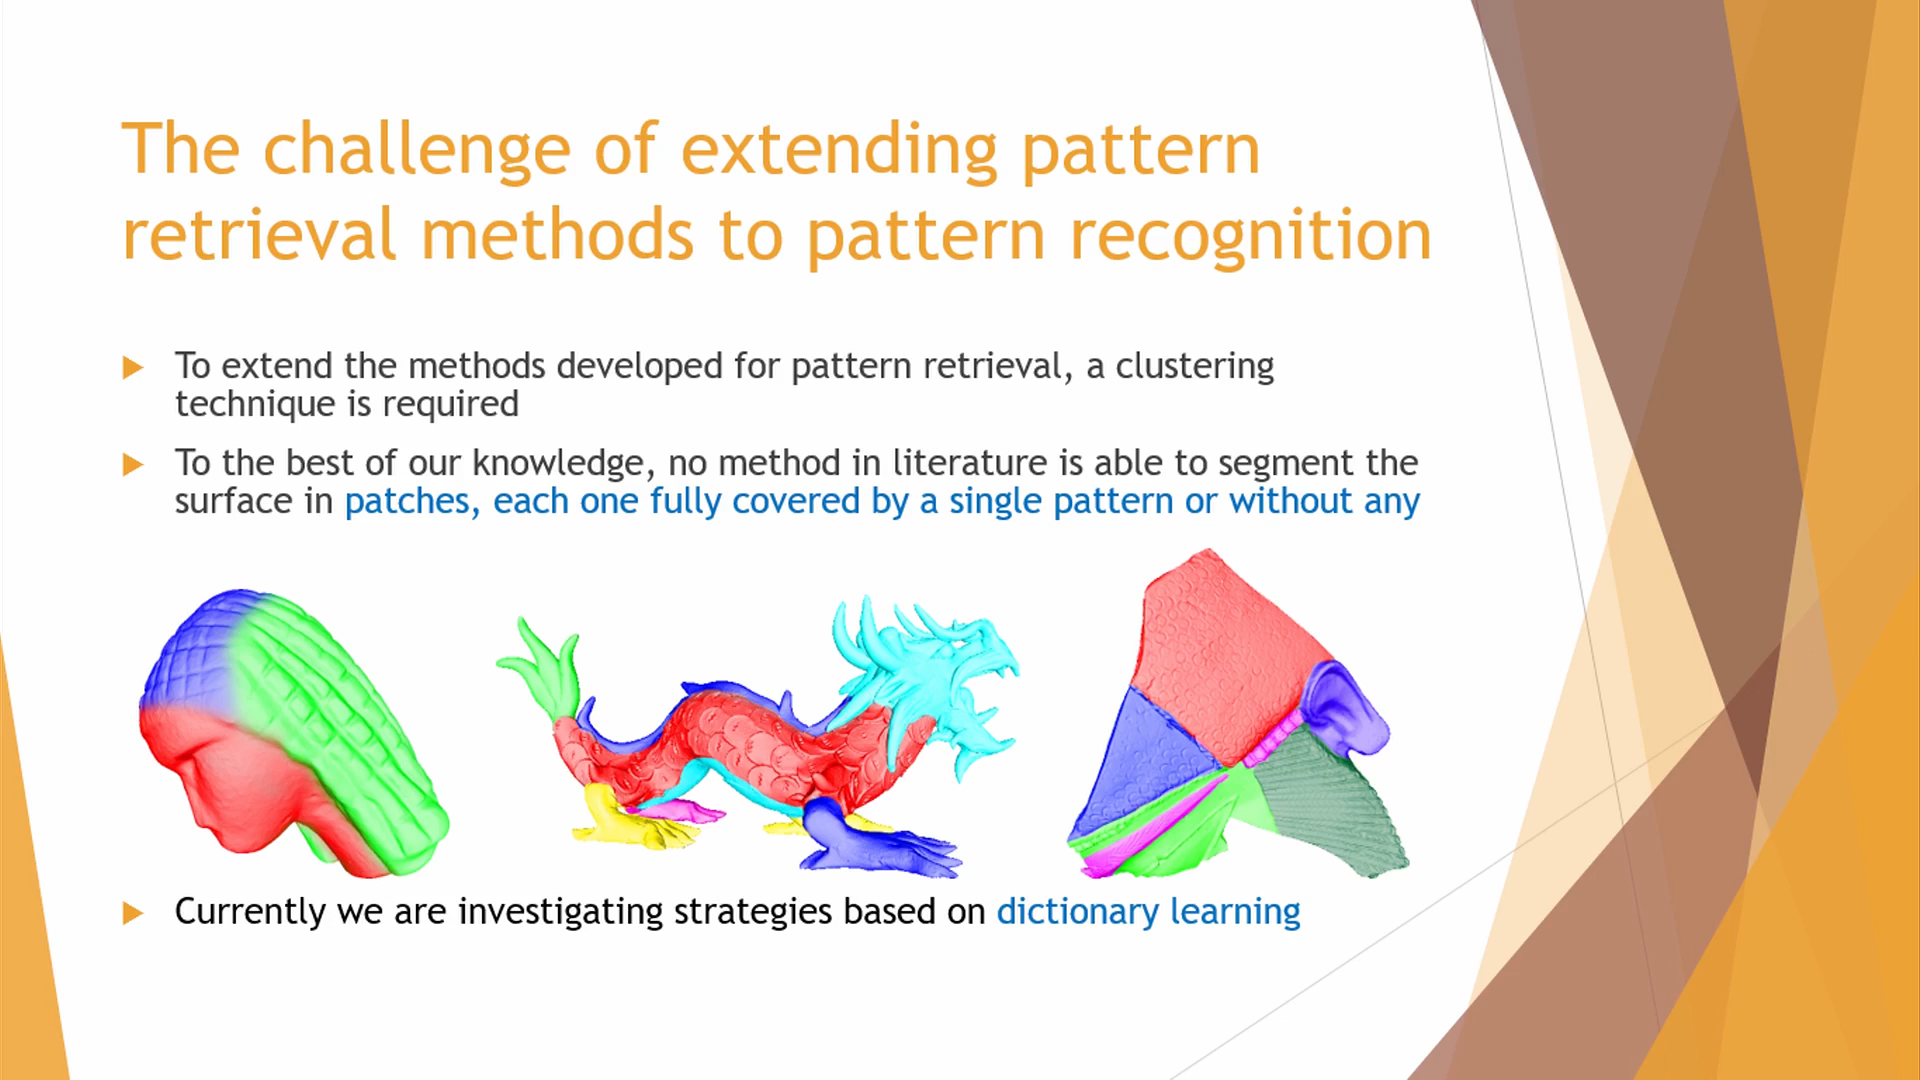 The challenge of extending pattern
retrieval methods to pattern recognition
To extend the methods developed for pattern retrieval, a clustering
technique is required
To the best of our knowledge, no method in literature is able to segment the
surface in patches, each one fully covered by a single pattern or without any
Currently we are investigating strategies based on dictionary learning